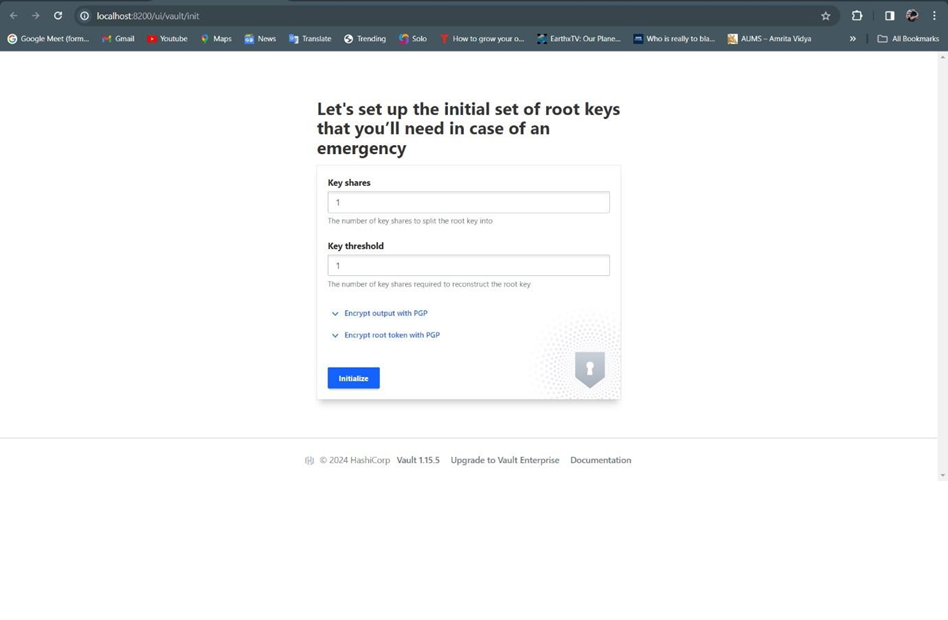 localhost:8200/ui/vault/init
Google Meet (form... Gmail Youtube Maps News Translate Trending Solo How to grow your o... EarthxTV: Our Plane... Who is really to bla... AUMS – Amrita Vidya » All Bookmarks
Let's set up the initial set of root keys
that you’ll need in case of an
emergency
Key shares
1
The number of key shares to split the root key into
Key threshold
1
The number of key shares required to reconstruct the root key
Encrypt output with PGP
Encrypt root token with PGP
Initialize
© 2024 HashiCorp Vault 1.15.5 Upgrade to Vault Enterprise Documentation